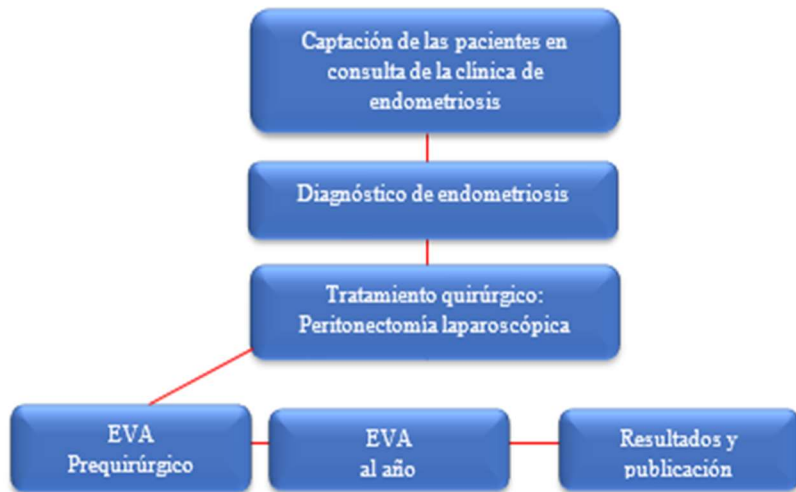 Captación de las pacientes en
consulta de la clínica de
endometriosis
Diagnóstico de endometriosis
Tratamiento quirúrgico:
Peritonectomía laparoscópica
EVA
Prequirúrgico
EVA
al año
Resultados y
publicación